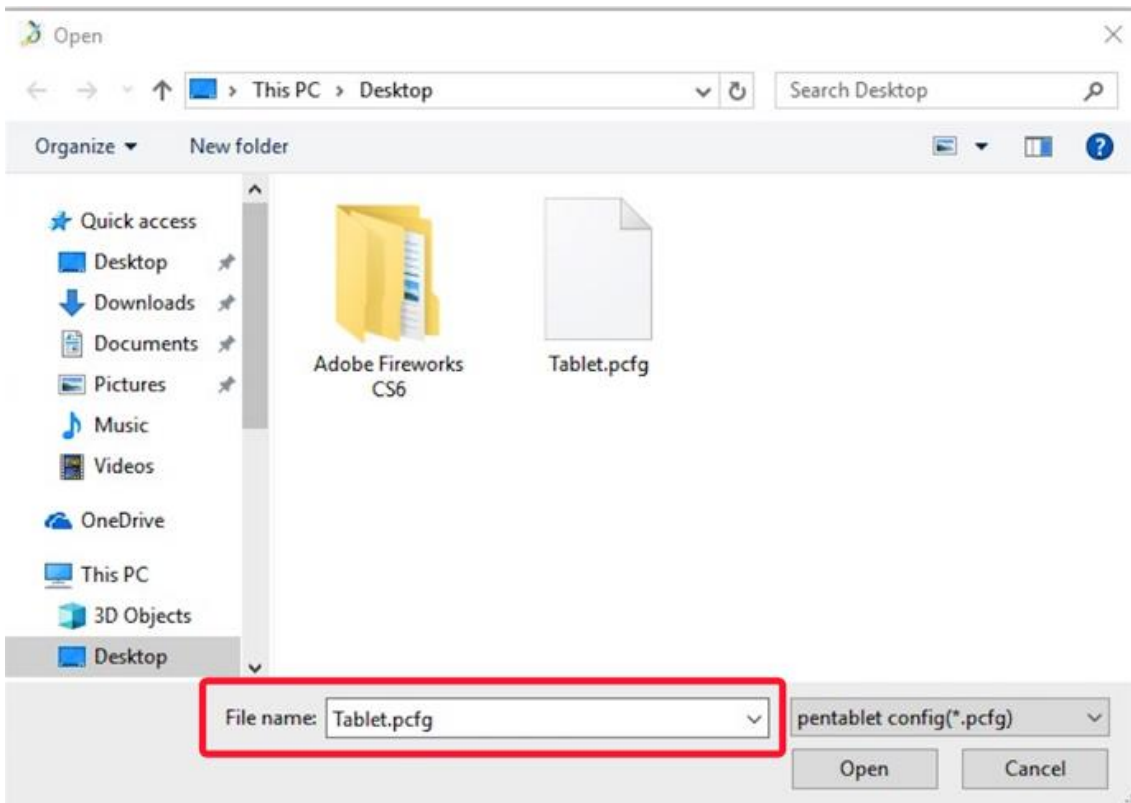 Open
This PC > Desktop
Search Desktop
Organize
New folder
Quick access
Desktop
Downloads
Documents
Pictures
Music
Videos
OneDrive
This PC
3D Objects
Desktop
Adobe Fireworks
CS6
Tablet.pcfg
File name: Tablet.pcfg
pentablet config(*.pcfg)
Open
Cancel